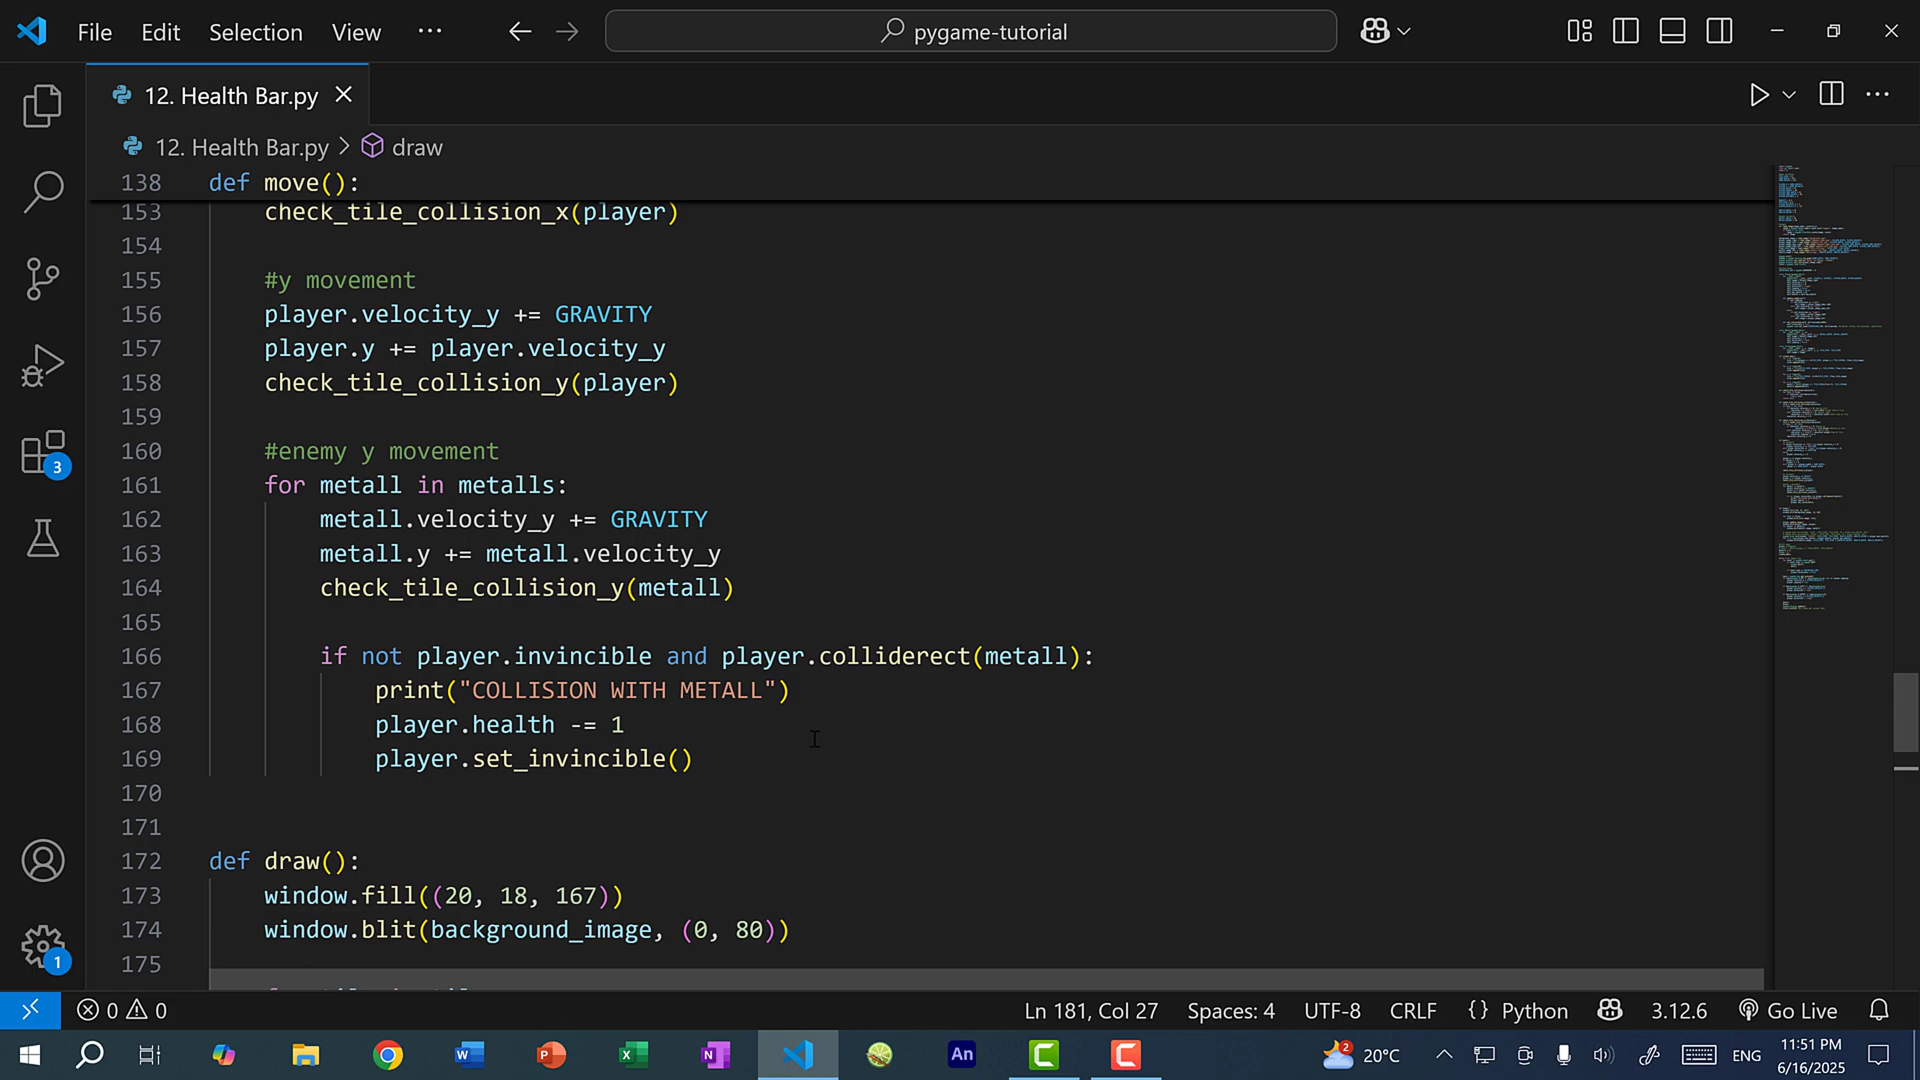 File Edit Selection View ··· pygame-tutorial
12. Health Bar.py
12. Health Bar.py > draw
138 def move():
153 check_tile_collision_x(player)
154
155 #y movement
156 player.velocity_y += GRAVITY
157 player.y += player.velocity_y
158 check_tile_collision_y(player)
159
160 #enemy y movement
161 for metall in metalls:
162 metall.velocity_y += GRAVITY
163 metall.y += metall.velocity_y
164 check_tile_collision_y(metall)
165
166 if not player.invincible and player.colliderect(metall):
167 print("COLLISION WITH METALL")
168 player.health -= 1
169 player.set_invincible()
170
171
172 def draw():
173 window.fill((20, 18, 167))
174 window.blit(background_image, (0, 80))
175
3
1
0 0 Ln 181, Col 27 Spaces: 4 UTF-8 CRLF {} Python 3.12.6 Go Live
2 20°C ENG 11:51 PM
6/16/2025